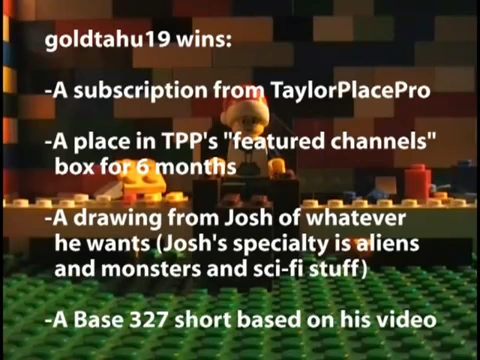 goldtahu19 wins:
-A subscription from TaylorPlacePro
-A place in TPP's "featured channels"
box for 6 months
-A drawing from Josh of whatever
he wants (Josh's specialty is aliens
and monsters and sci-fi stuff)
-A Base 327 short based on his video